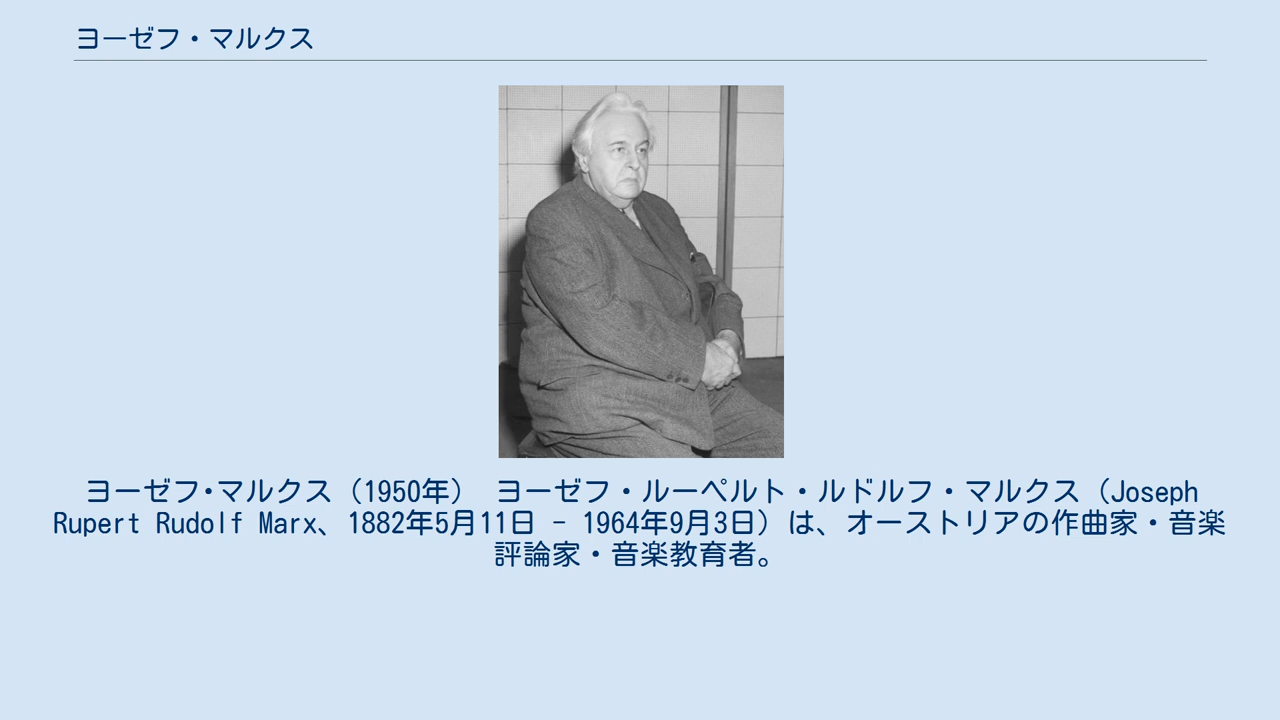 ヨーゼフ・マルクス
ヨーゼフ･マルクス（1950年） ヨーゼフ・ルーペルト・ルドルフ・マルクス（Joseph
Rupert Rudolf Marx、1882年5月11日 - 1964年9月3日）は、オーストリアの作曲家・音楽
評論家・音楽教育者。